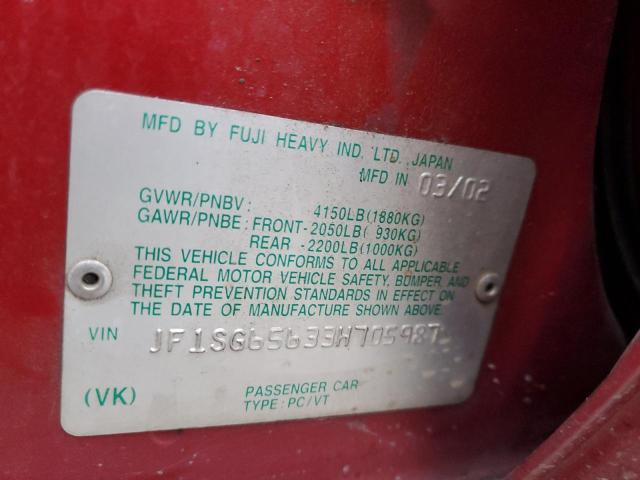 MFD BY FUJI HEAVY IND. LTD. JAPAN
MFD IN 03/02
GVWR/PNBV: 4150LB(1880KG)
GAWR/PNBE: FRONT-2050LB( 930KG)
REAR -2200LB(1000KG)
THIS VEHICLE CONFORMS TO ALL APPLICABLE
FEDERAL MOTOR VEHICLE SAFETY, BUMPER, AND
THEFT PREVENTION STANDARDS IN EFFECT ON
THE DATE OF MANUFACTURE SHOWN ABOVE.
VIN JF1SG65633H705987
(VK) PASSENGER CAR
TYPE:PC/VT